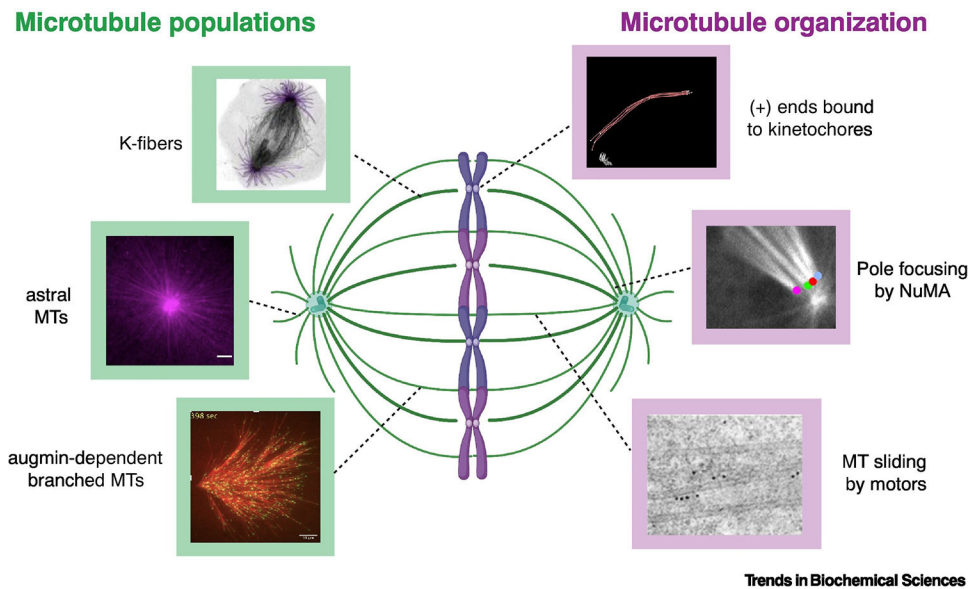 Microtubule populations
Microtubule organization
K-fibers
(+) ends bound
to kinetochores
astral
MTs
Pole focusing
by NuMA
398 sec
augmin-dependent
branched MTs
MT sliding
by motors
Trends in Biochemical Sciences